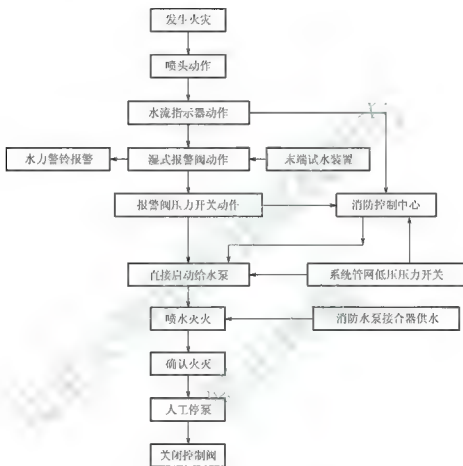 发生火灾
喷头动作
水流指示器动作
水力警铃报警
湿式报警阀动作
末端试水装置
报警阀压力开关动作
消防控制中心
直接启动给水泵
系统管网低压压力开关
喷水灭火
消防水泵接合器供水
确认火灭
人工停泵
关闭控制阀